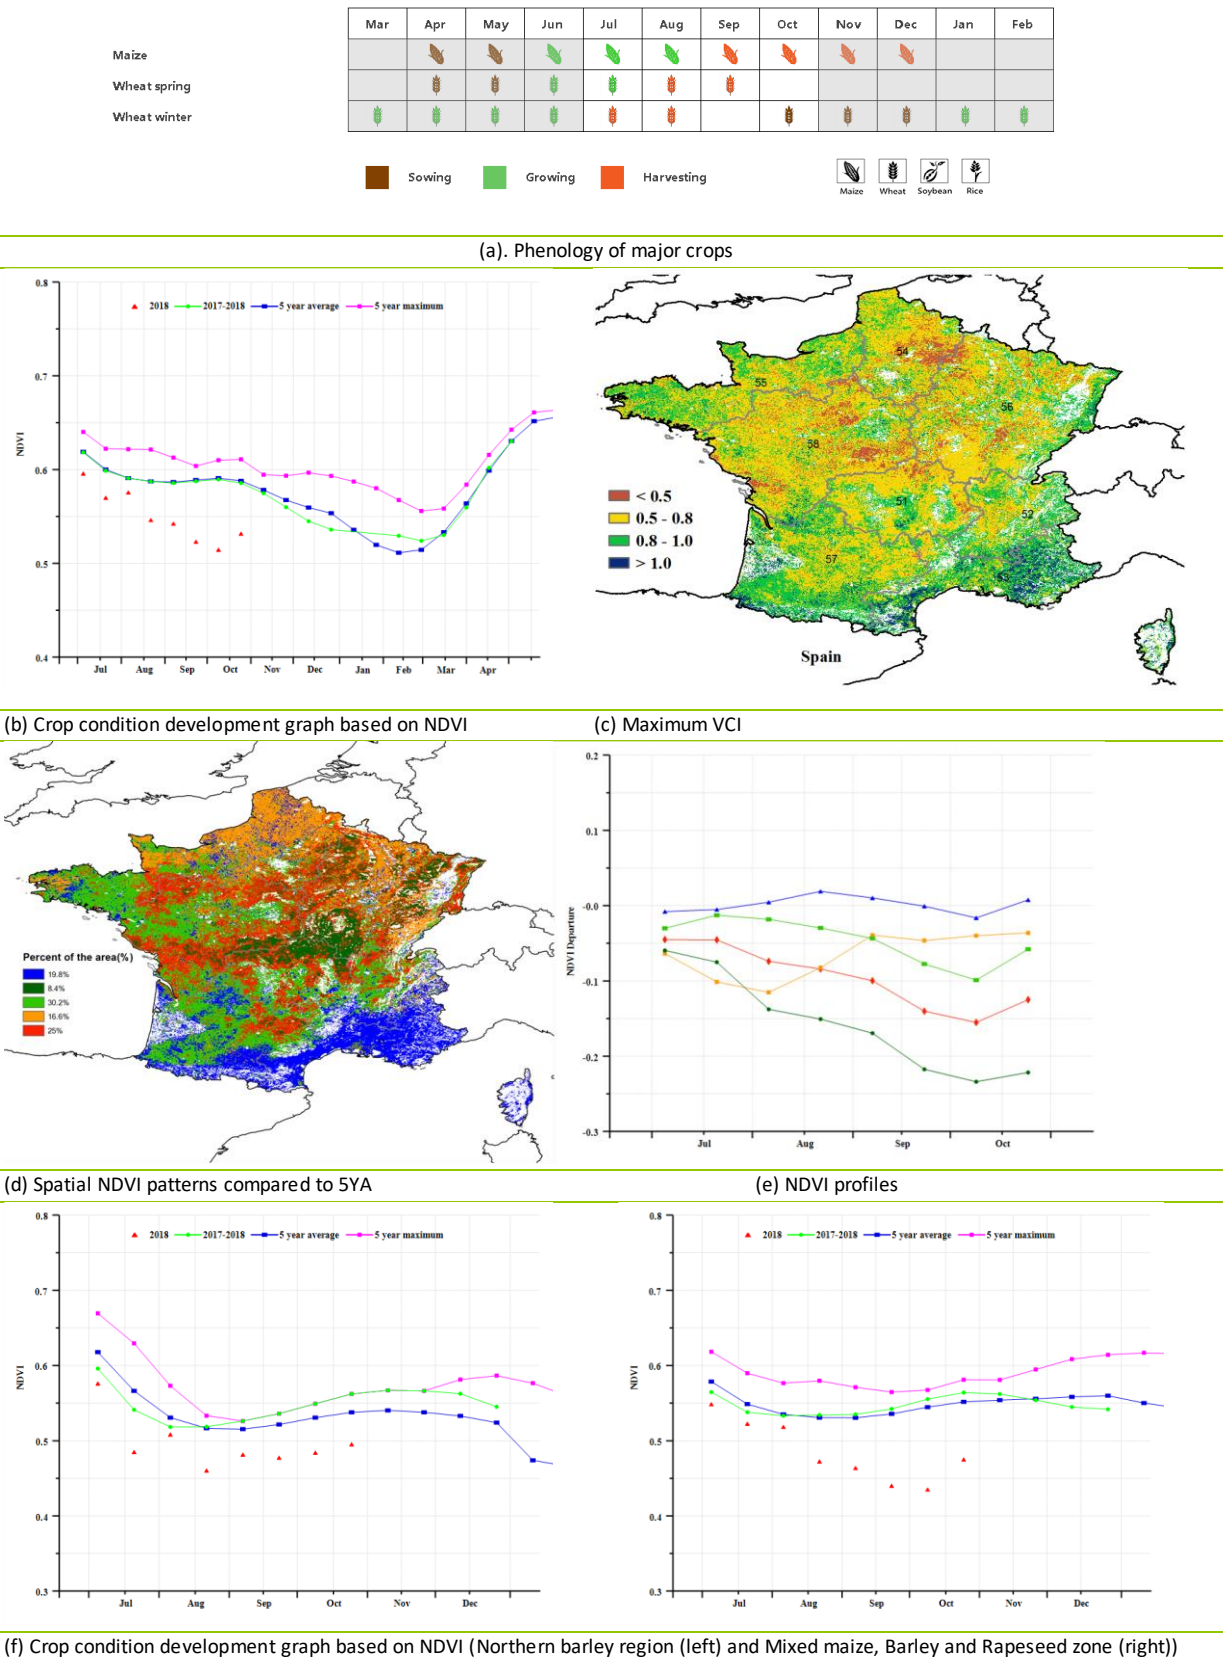 Mar Apr May Jun Jul Aug Sep Oct Nov Dec Jan Feb
Maize
Wheat spring
Wheat winter
Sowing Growing Harvesting
Maize Wheat Soybean Rice
(a). Phenology of major crops
0.8
2018 2017-2018 5 year average 5 year maximum
0.7
NDVI
0.6
0.5
0.4
Jul Aug Sep Oct Nov Dec Jan Feb Mar Apr
54
55
56
58
51
52
57
53
< 0.5
0.5 - 0.8
0.8 - 1.0
> 1.0
Spain
(b) Crop condition development graph based on NDVI (c) Maximum VCI
Percent of the area(%)
19.8%
8.4%
30.2%
16.6%
25%
0.2
0.1
-0.0
NDVI Departure
-0.1
-0.2
-0.3
Jul Aug Sep Oct
(d) Spatial NDVI patterns compared to 5YA (e) NDVI profiles
0.8
2018 2017-2018 5 year average 5 year maximum
0.7
0.6
NDVI
0.5
0.4
0.3
Jul Aug Sep Oct Nov Dec
0.8
2018 2017-2018 5 year average 5 year maximum
0.7
0.6
NDVI
0.5
0.4
0.3
Jul Aug Sep Oct Nov Dec
(f) Crop condition development graph based on NDVI (Northern barley region (left) and Mixed maize, Barley and Rapeseed zone (right))